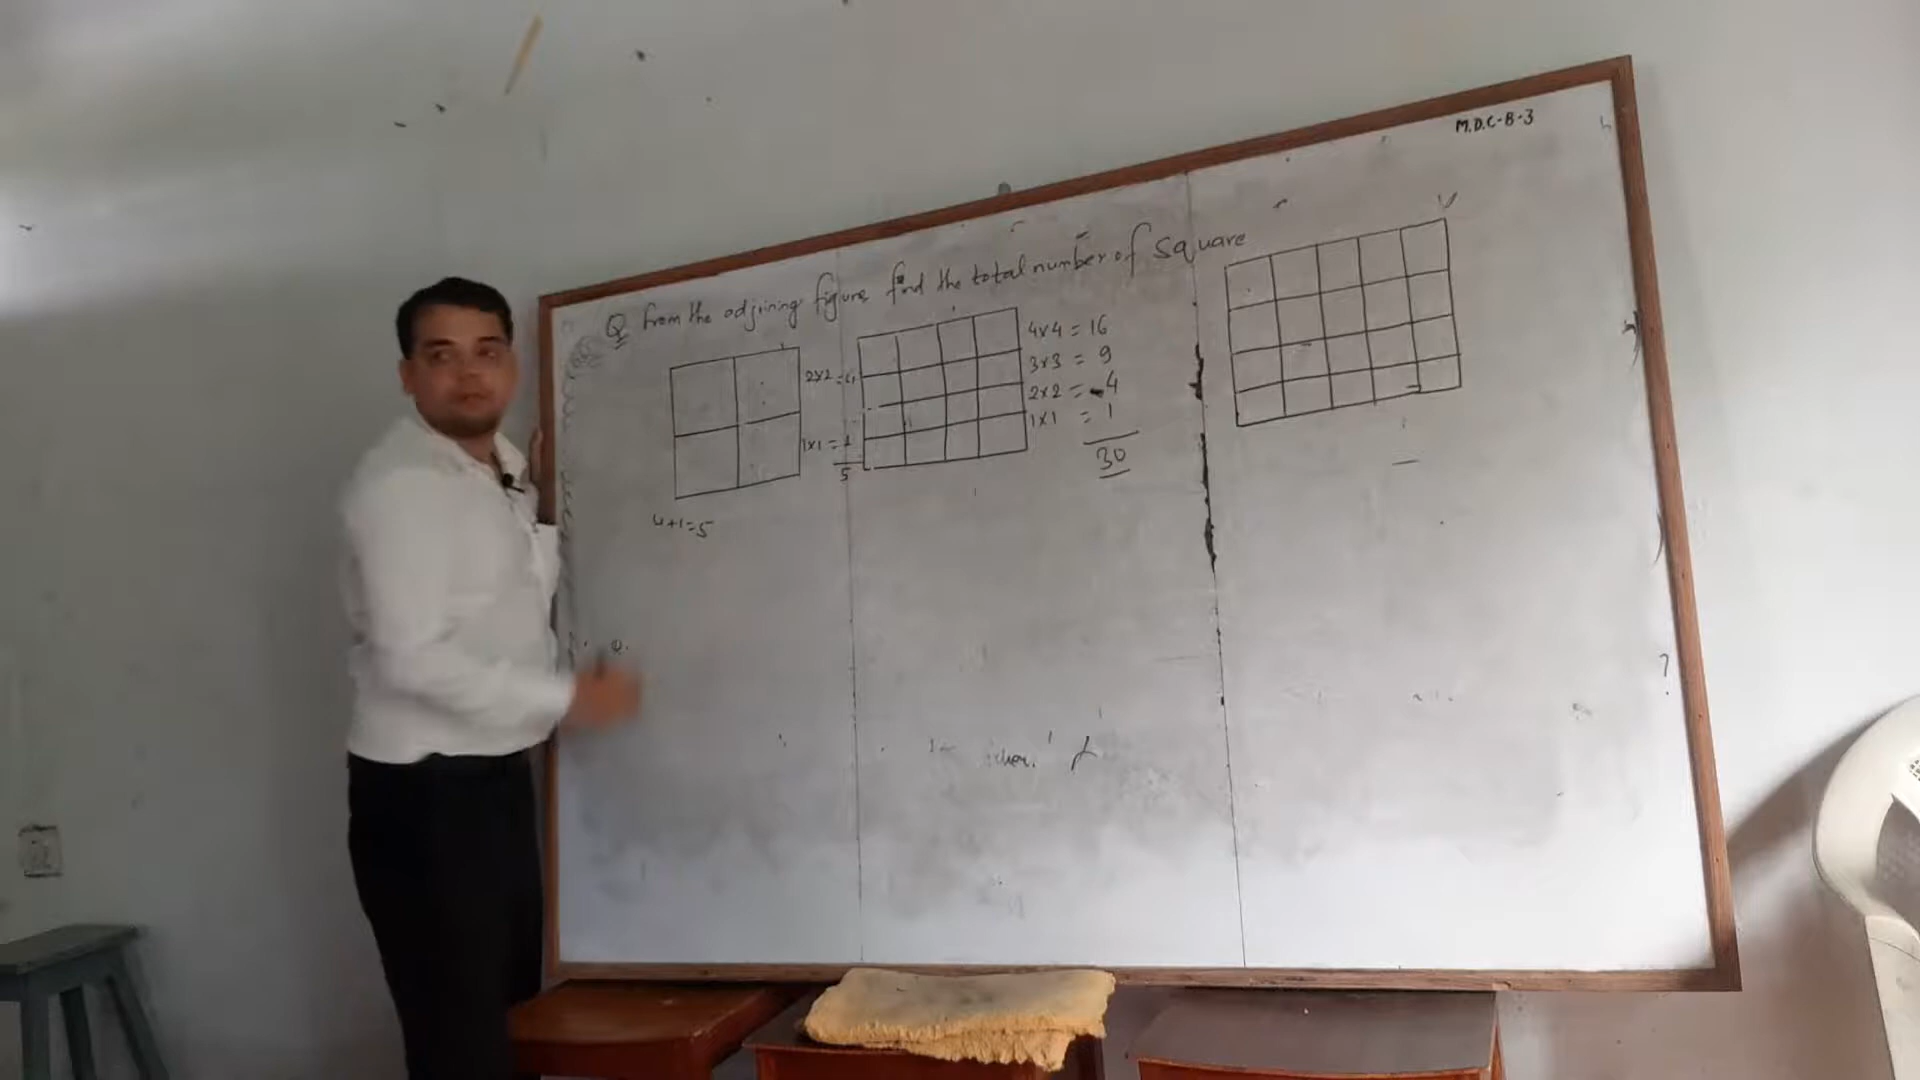 M.D.C-B-3
Q from the adjoining figure find the total number of square
2x2 = 4
1x1 = 1
5
4+1=5
4x4 = 16
3x3 = 9
2x2 = 4
1x1 = 1
30
?